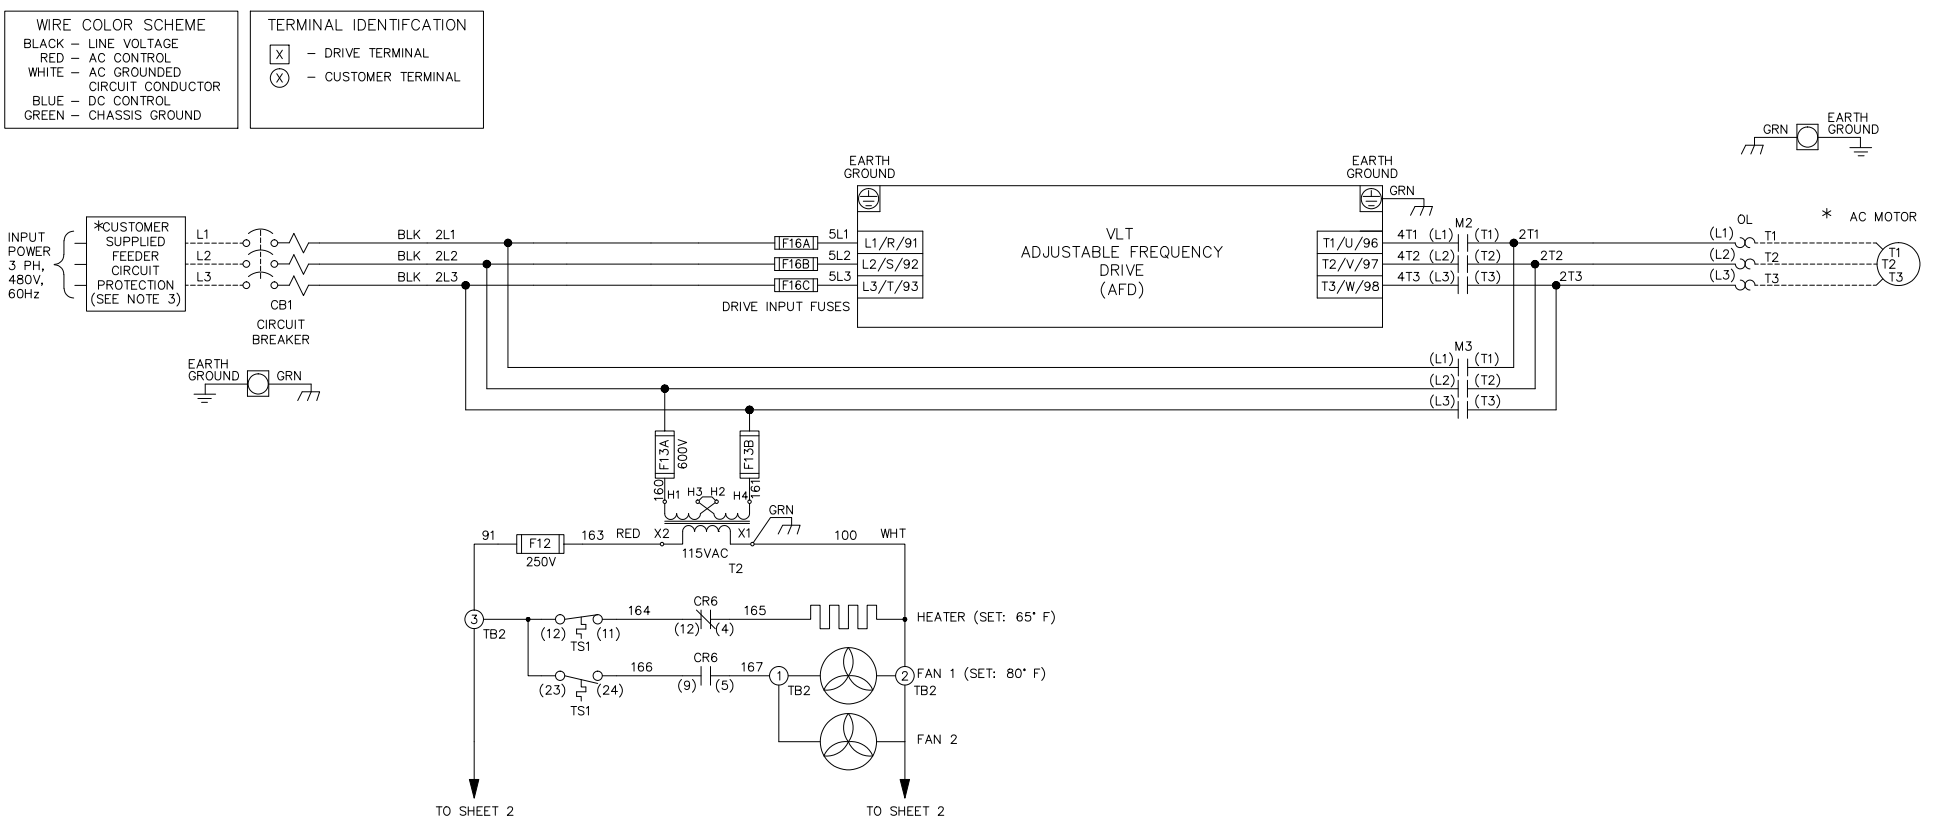 WIRE COLOR SCHEME
BLACK – LINE VOLTAGE
RED – AC CONTROL
WHITE – AC GROUNDED
CIRCUIT CONDUCTOR
BLUE – DC CONTROL
GREEN – CHASSIS GROUND
TERMINAL IDENTIFCATION
X – DRIVE TERMINAL
X – CUSTOMER TERMINAL
INPUT
POWER
3 PH,
480V,
60Hz
*CUSTOMER
SUPPLIED
FEEDER
CIRCUIT
PROTECTION
(SEE NOTE 3)
L1
L2
L3
CB1
CIRCUIT
BREAKER
EARTH
GROUND
GRN
BLK 2L1
BLK 2L2
BLK 2L3
F16A
F16B
F16C
DRIVE INPUT FUSES
5L1
5L2
5L3
EARTH
GROUND
L1/R/91
L2/S/92
L3/T/93
VLT
ADJUSTABLE FREQUENCY
DRIVE
(AFD)
EARTH
GROUND
GRN
T1/U/96
T2/V/97
T3/W/98
4T1 (L1)
4T2 (L2)
4T3 (L3)
M2
(T1) 2T1
(T2) 2T2
(T3) 2T3
M3
(L1) (T1)
(L2) (T2)
(L3) (T3)
GRN
EARTH
GROUND
OL
(L1) T1
(L2) T2
(L3) T3
* AC MOTOR
T1
T2
T3
F13A
600V
F13B
160
161
H1 H3 H2 H4
GRN
91
F12
250V
163 RED X2
X1
100 WHT
115VAC
T2
3
TB2
(12) (11)
TS1
164
CR6
(12) (4)
165
HEATER (SET: 65° F)
(23) (24)
TS1
166
CR6
(9) (5)
167
1
TB2
2
TB2
FAN 1 (SET: 80° F)
FAN 2
TO SHEET 2
TO SHEET 2